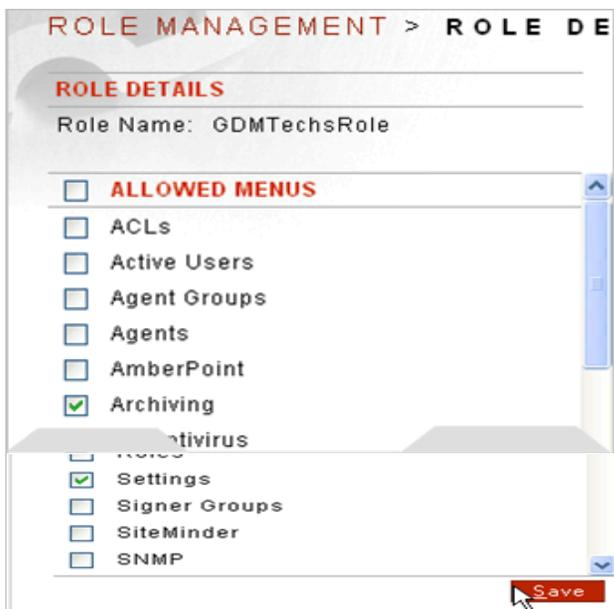 ROLE MANAGEMENT > ROLE DE
ROLE DETAILS
Role Name: GDMTechsRole
ALLOWED MENUS
ACLs
Active Users
Agent Groups
Agents
AmberPoint
Archiving
Settings
Signer Groups
SiteMinder
SNMP
Save